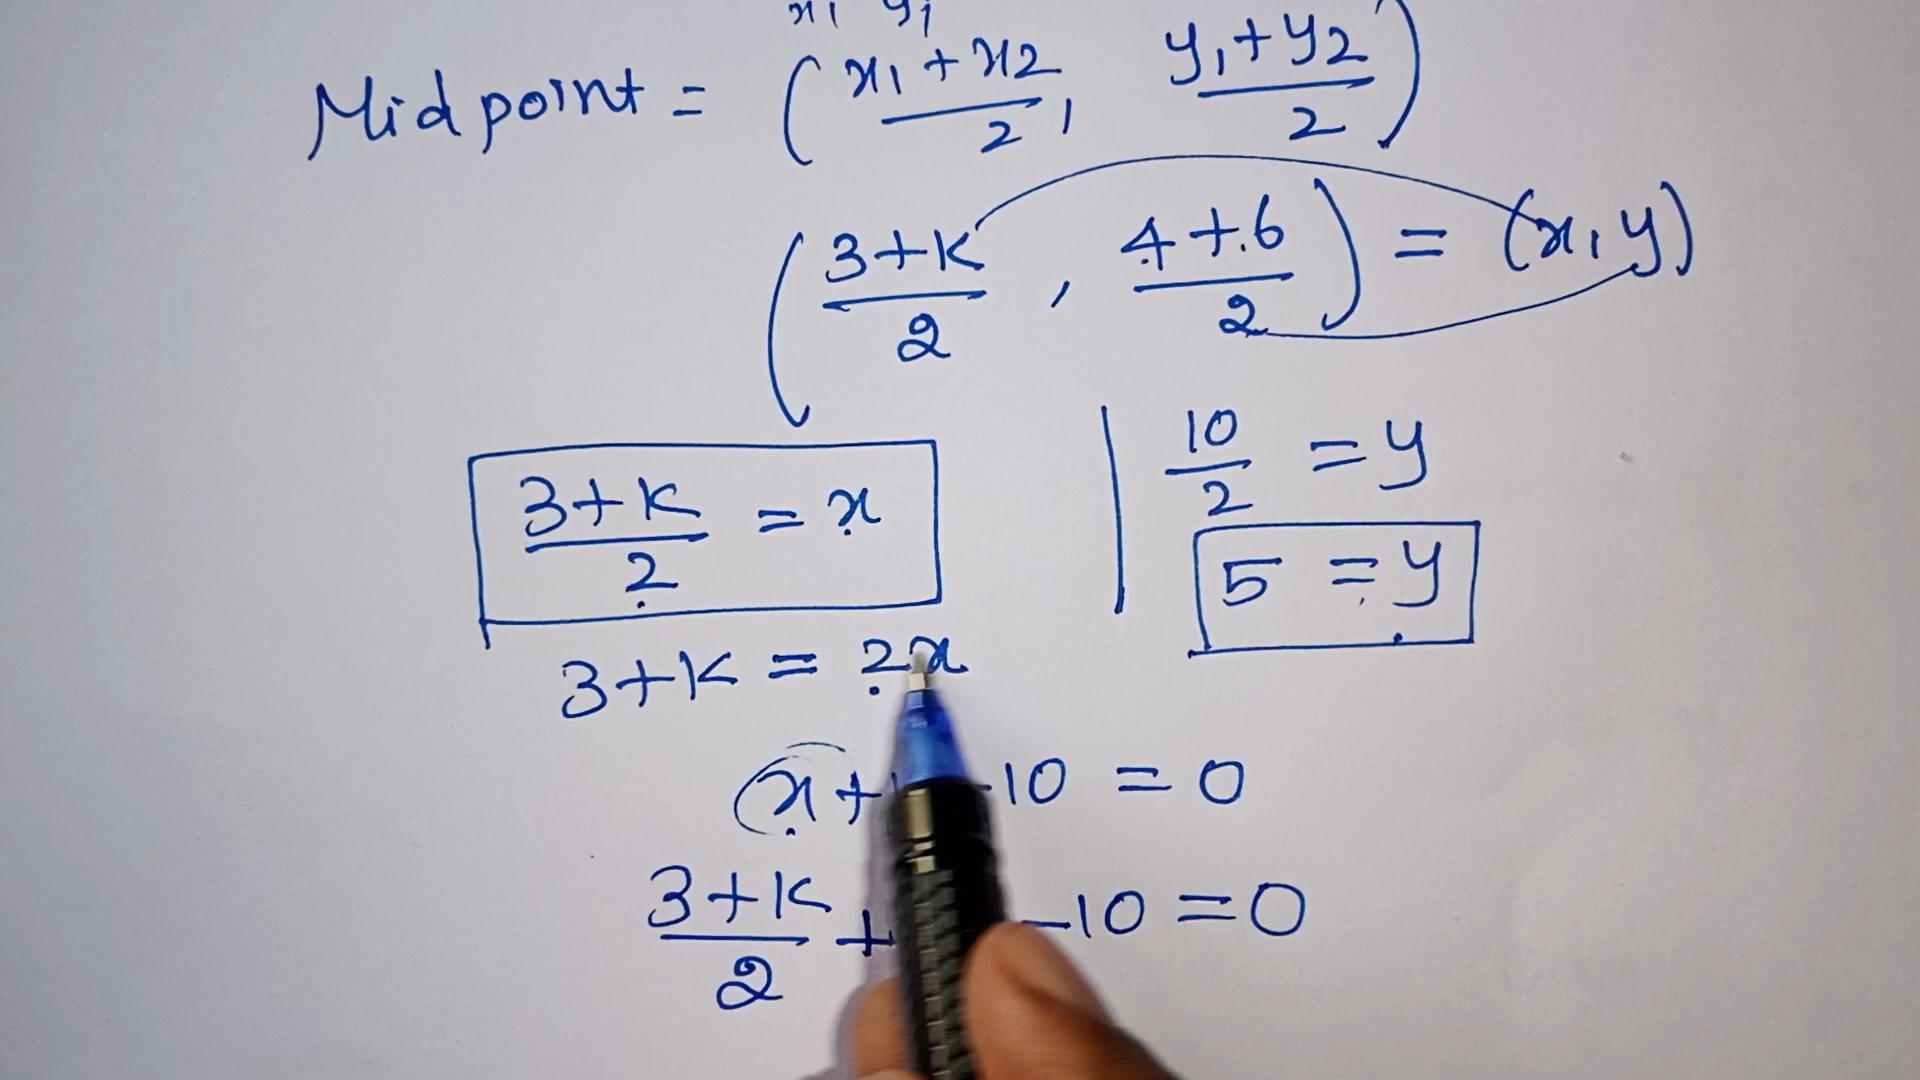 x1 y1
Midpoint = (x1+x2/2, y1+y2/2)
(3+K/2, 4+6/2) = (x, y)
3+K/2 = x
10/2 = y
5 = y
3+K = 2x
x+ -10 = 0
3+K/2 + -10 = 0